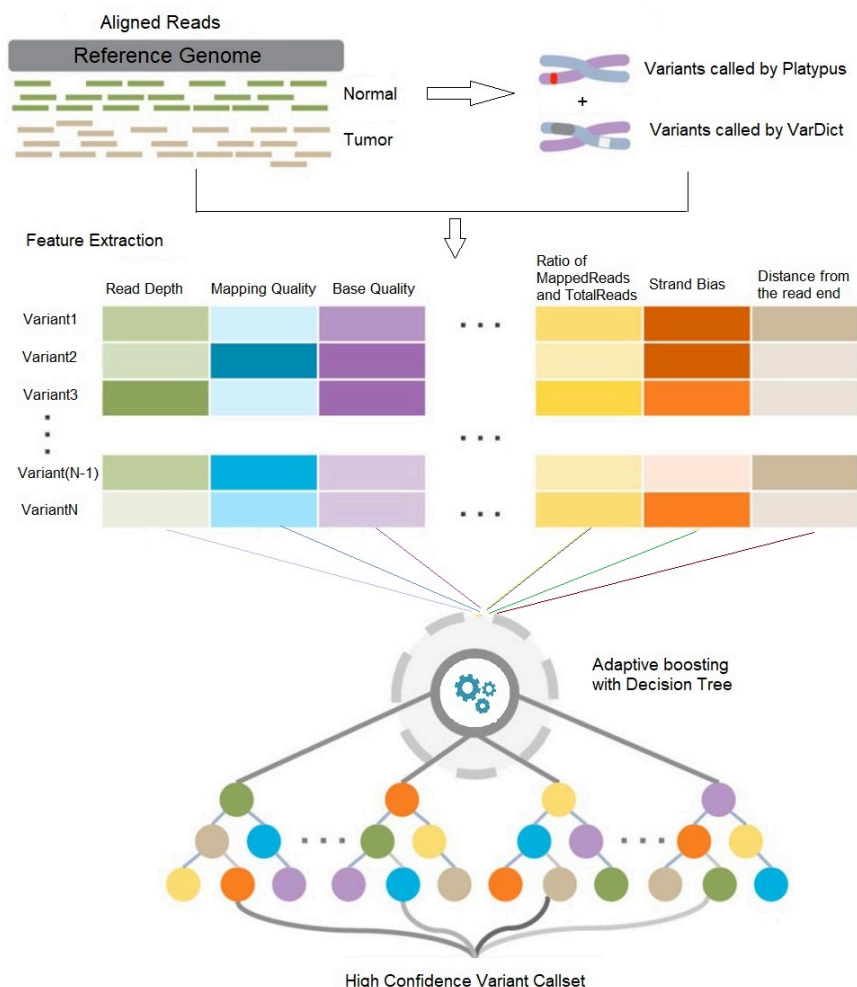 Aligned Reads
Reference Genome
Normal
Tumor
Variants called by Platypus
+
Variants called by VarDict
Feature Extraction
Read Depth
Mapping Quality
Base Quality
Ratio of
MappedReads
and TotalReads
Strand Bias
Distance from
the read end
Variant1
Variant2
Variant3
Variant(N-1)
VariantN
Adaptive boosting
with Decision Tree
High Confidence Variant Callset